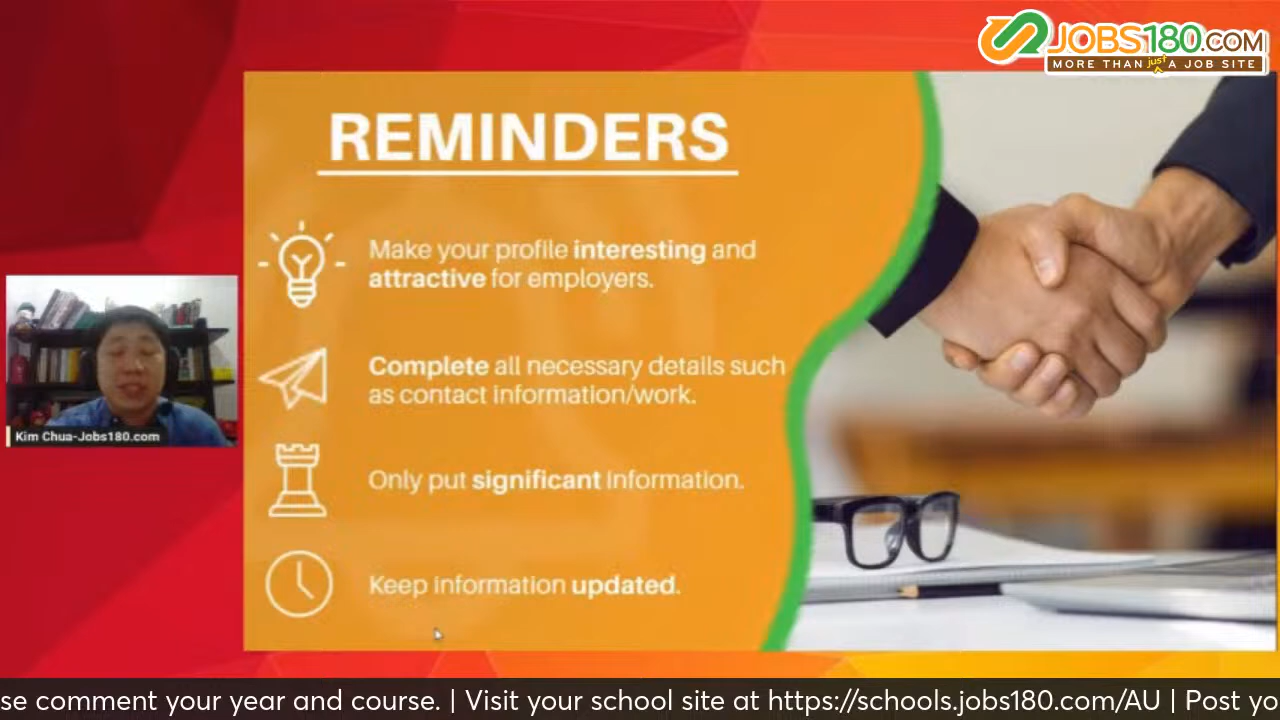 JOBS180.COM
MORE THAN just A JOB SITE
REMINDERS
Make your profile interesting and
attractive for employers.
Complete all necessary details such
as contact information/work.
Only put significant information.
Keep information updated.
Kim Chua-Jobs180.com
se comment your year and course. | Visit your school site at https://schools.jobs180.com/AU | Post yo